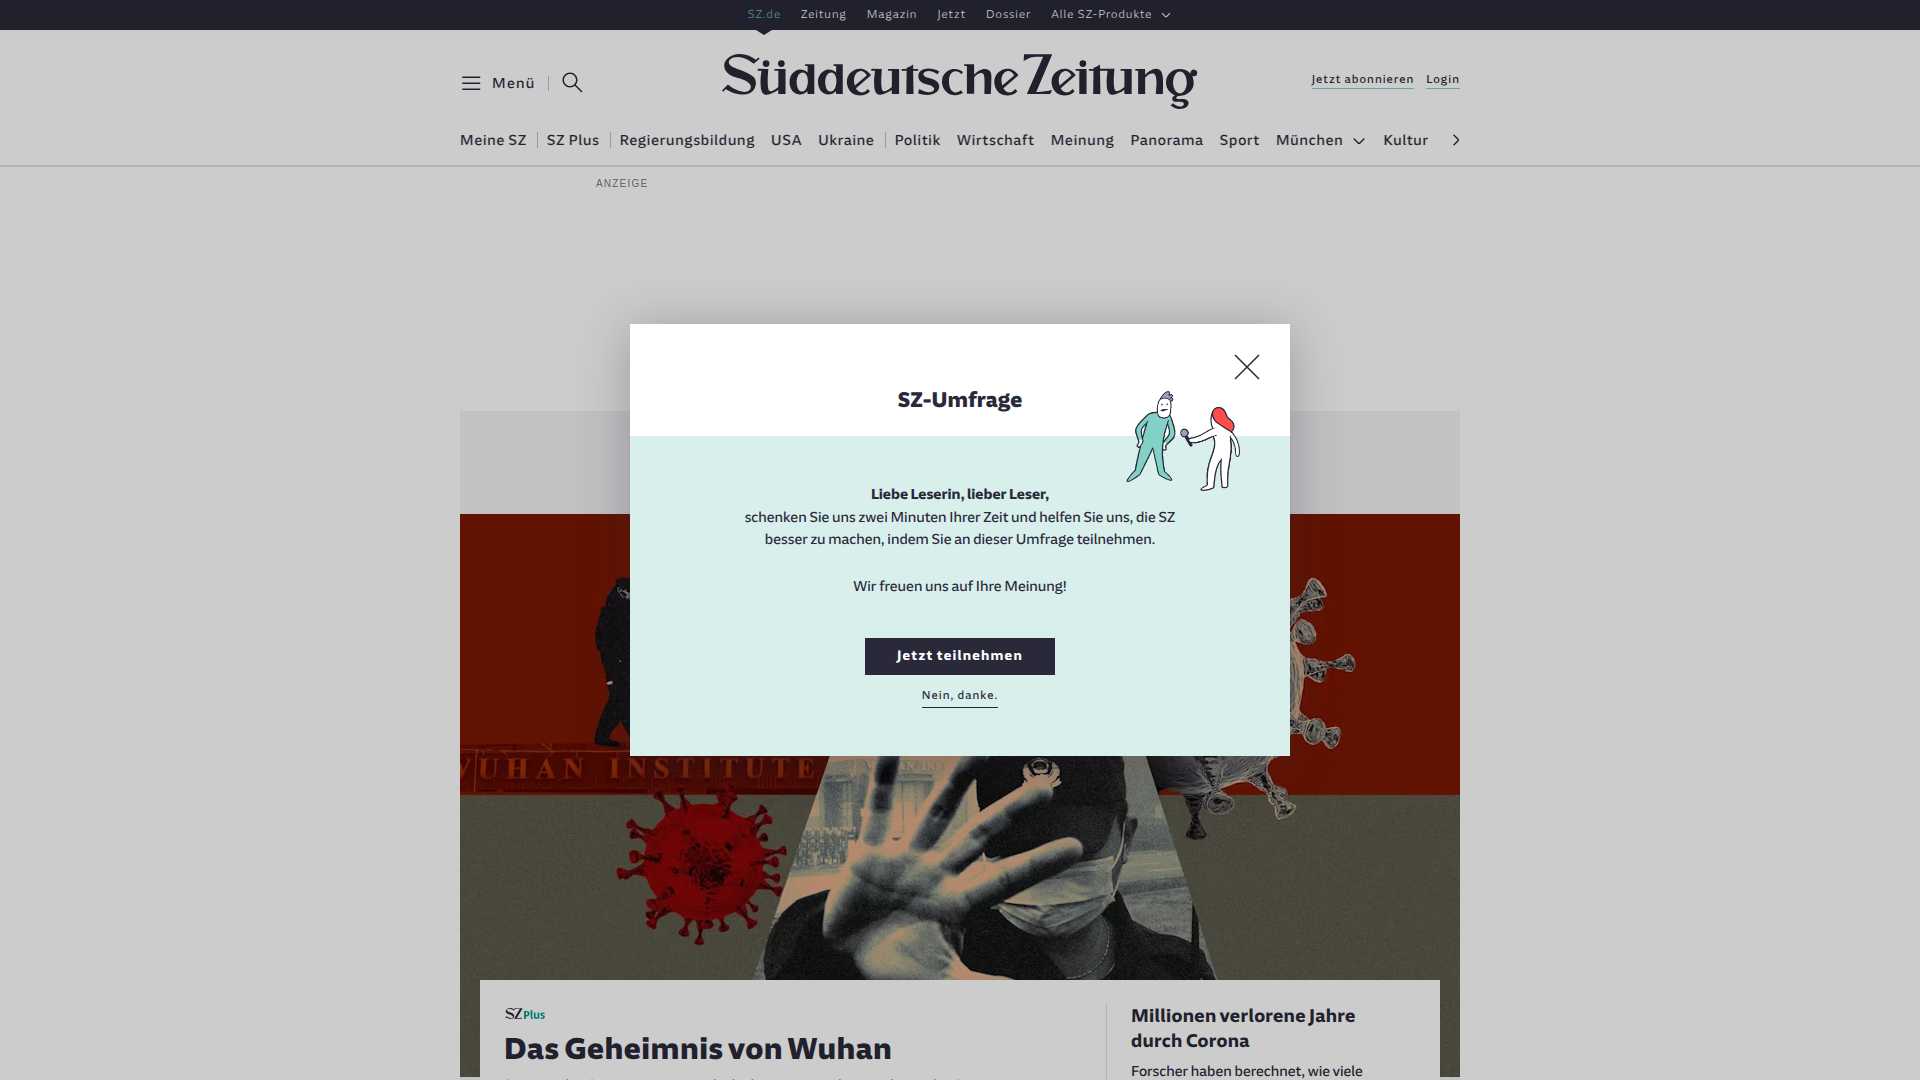 SZ.de Zeitung Magazin Jetzt Dossier Alle SZ-Produkte
Menü
Süddeutsche Zeitung
Jetzt abonnieren Login
Meine SZ SZ Plus Regierungsbildung USA Ukraine Politik Wirtschaft Meinung Panorama Sport München Kultur
ANZEIGE
SZ-Umfrage
Liebe Leserin, lieber Leser,
schenken Sie uns zwei Minuten Ihrer Zeit und helfen Sie uns, die SZ
besser zu machen, indem Sie an dieser Umfrage teilnehmen.
Wir freuen uns auf Ihre Meinung!
Jetzt teilnehmen
Nein, danke.
WUHAN INSTITUTE
SZ Plus
Das Geheimnis von Wuhan
Millionen verlorene Jahre
durch Corona
Forscher haben berechnet, wie viele